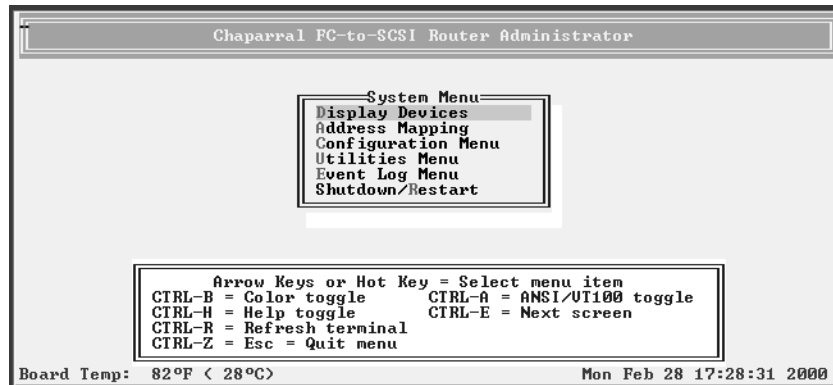 Chaparral FC-to-SCSI Router Administrator
System Menu
Display Devices
Address Mapping
Configuration Menu
Utilities Menu
Event Log Menu
Shutdown/Restart
Arrow Keys or Hot Key = Select menu item
CTRL-B = Color toggle CTRL-A = ANSI/VT100 toggle
CTRL-H = Help toggle CTRL-E = Next screen
CTRL-R = Refresh terminal
CTRL-Z = Esc = Quit menu
Board Temp: 82ºF ( 28ºC) Mon Feb 28 17:28:31 2000